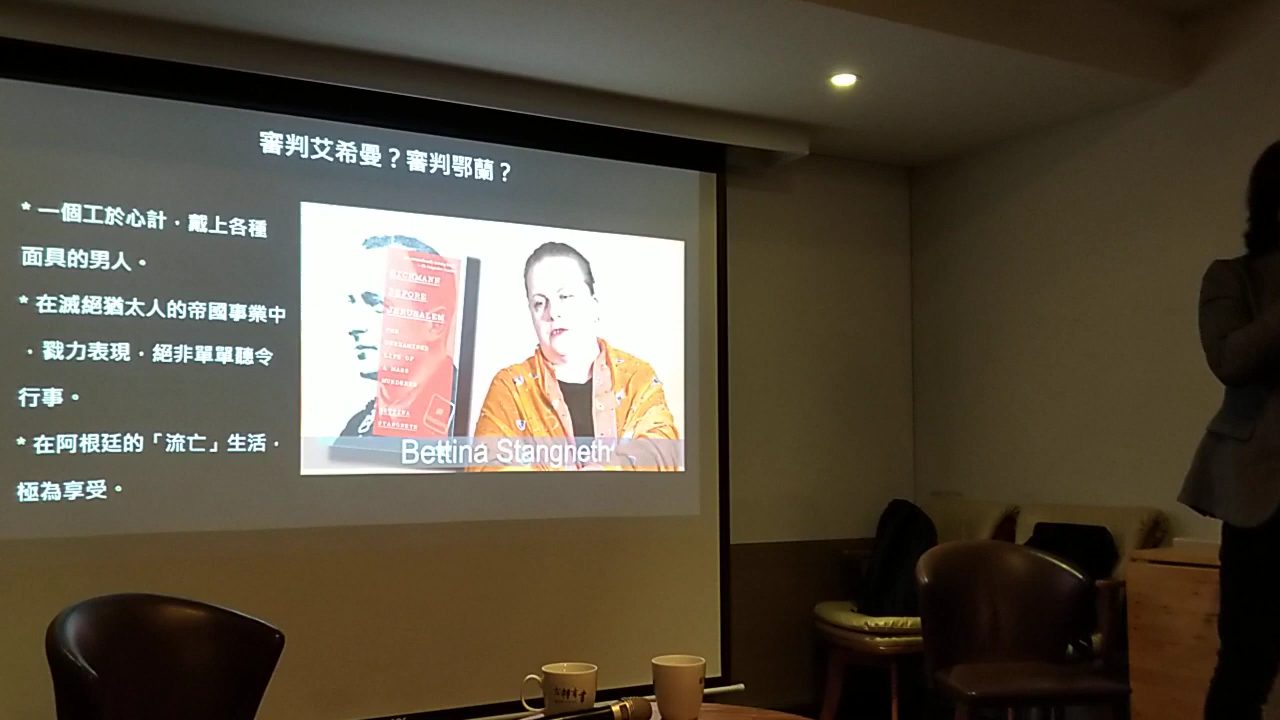 審判艾希曼？審判鄂蘭？
* 一個工於心計，戴上各種
面具的男人。
* 在滅絕猶太人的帝國事業中
，戮力表現，絕非單單聽令
行事。
* 在阿根廷的「流亡」生活，
極為享受。
EICHMANN
BEFORE
JERUSALEM
THE
UNEXAMINED
LIFE OF
A MASS
MURDERER
BETTINA
STANGNETH
Bettina Stangneth